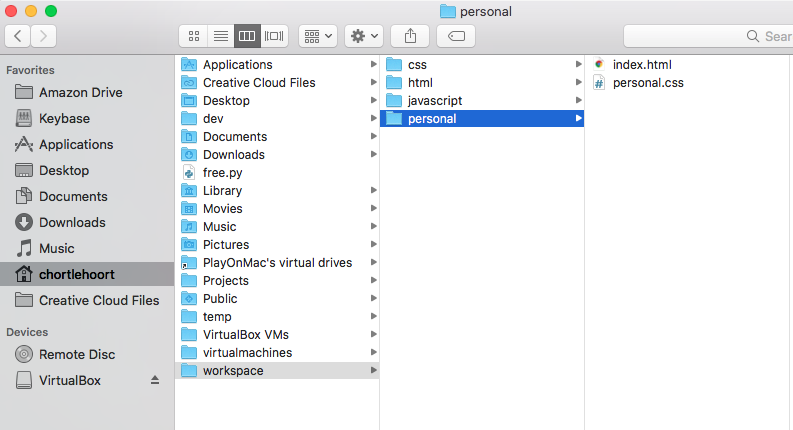 personal
Sear
Favorites
Amazon Drive
Keybase
Applications
Desktop
Documents
Downloads
Music
chortlehoort
Creative Cloud Files
Devices
Remote Disc
VirtualBox
Applications
Creative Cloud Files
Desktop
dev
Documents
Downloads
free.py
Library
Movies
Music
Pictures
PlayOnMac's virtual drives
Projects
Public
temp
VirtualBox VMs
virtualmachines
workspace
css
html
javascript
personal
index.html
personal.css